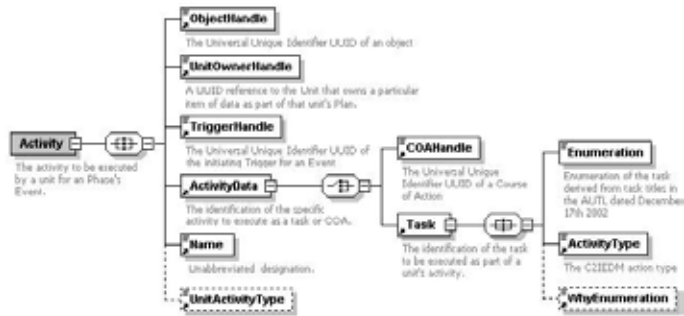 ObjectHandle
The Universal Unique Identifier UUID of an object
UnitOwnerHandle
A UUID reference to the Unit that owns a particular
item of data as part of that unit's Plan.
TriggerHandle
The Universal Unique Identifier UUID of
the initiating Trigger for an Event
Activity
The activity to be executed
by a unit for an Phase's
Event.
ActivityData
The identification of the specific
activity to execute as a task or COA.
Name
Unabbreviated designation.
UnitActivityType
COAHandle
The Universal Unique
Identifier UUID of a Course
of Action
Task
The identification of the task
to be executed as part of a
unit's activity.
Enumeration
Enumeration of the task
derived from task titles in
the AUTL dated December
17th 2002
ActivityType
The C2IEDM action type
WhyEnumeration